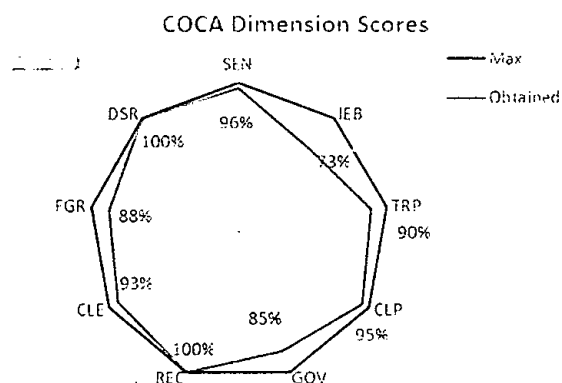 COCA Dimension Scores
Max
Obtained
SEN
96%
IEB
73%
TRP
90%
CLP
95%
GOV
85%
REC
100%
CLE
93%
FGR
88%
DSR
100%